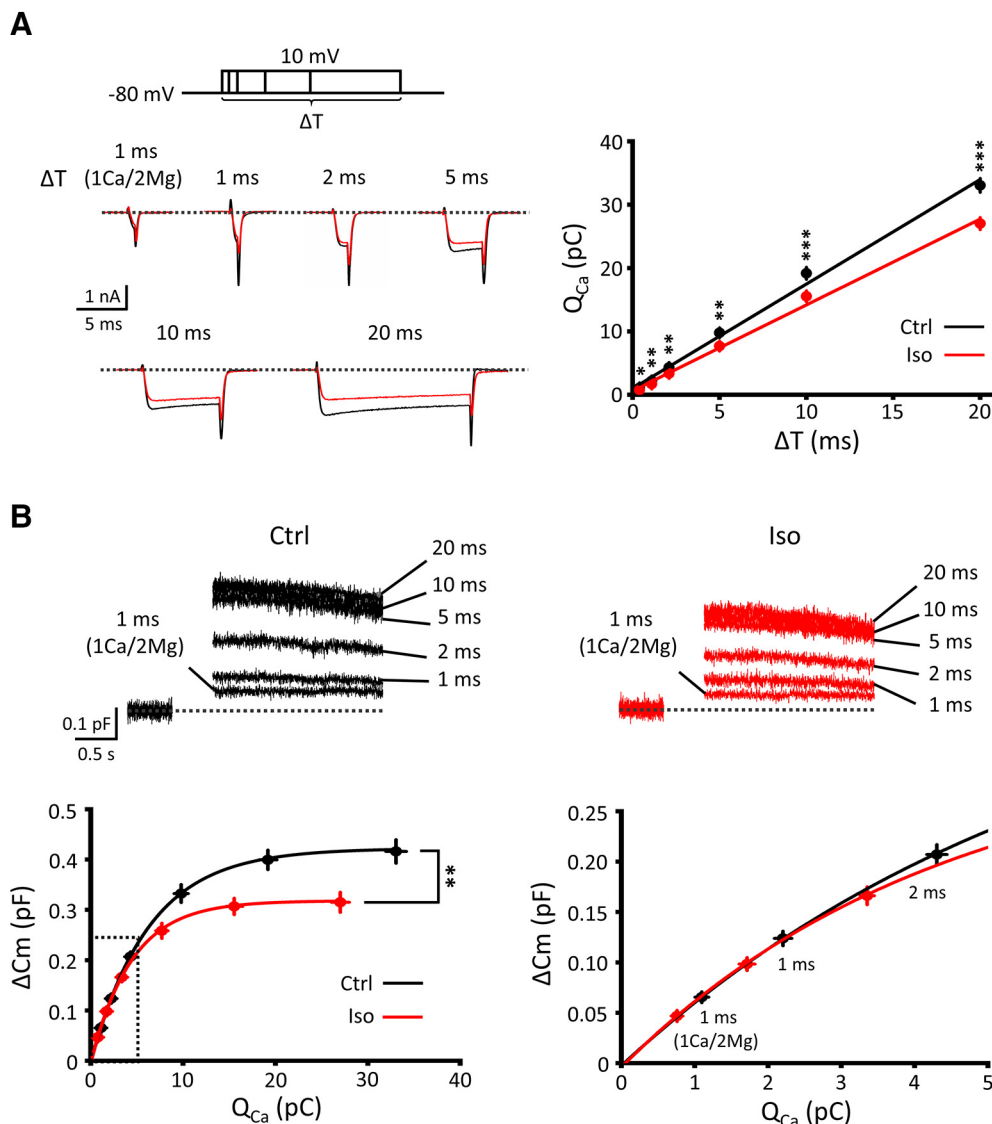 A
10 mV
-80 mV
ΔT
ΔT
1 ms
(1Ca/2Mg)
1 ms
2 ms
5 ms
1 nA
5 ms
10 ms
20 ms
Q_Ca (pC)
40
30
20
10
0
*
**
**
**
***
***
Ctrl
Iso
0
5
10
15
20
ΔT (ms)
B
Ctrl
20 ms
10 ms
5 ms
2 ms
1 ms
1 ms
(1Ca/2Mg)
0.1 pF
0.5 s
Iso
20 ms
10 ms
5 ms
2 ms
1 ms
1 ms
(1Ca/2Mg)
ΔCm (pF)
0.5
0.4
0.3
0.2
0.1
0
**
Ctrl
Iso
0
10
20
30
40
Q_Ca (pC)
ΔCm (pF)
0.25
0.20
0.15
0.10
0.05
0
2 ms
1 ms
1 ms
(1Ca/2Mg)
0
1
2
3
4
5
Q_Ca (pC)